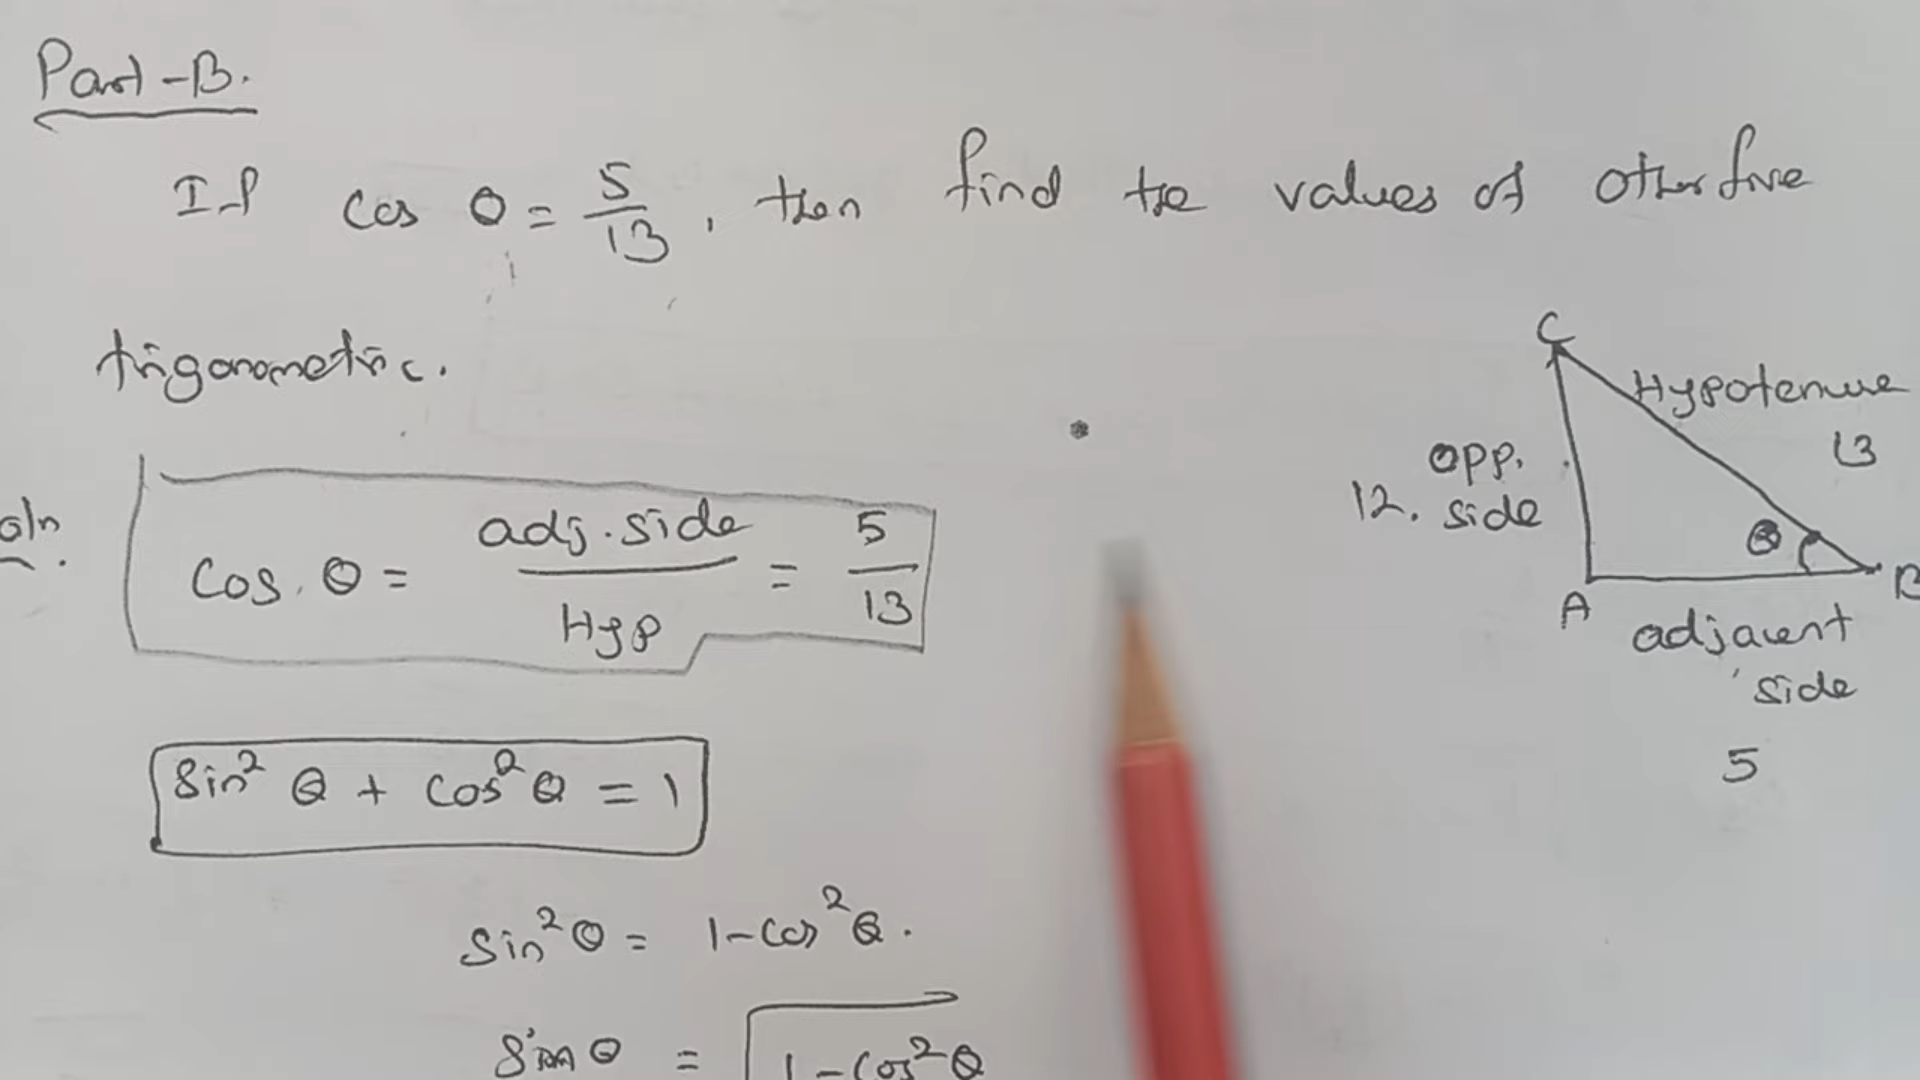 Part-B.
If cos θ = 5/13, then find the values of other five
trigonometric.
oln.
cos. θ = adj. side / Hyp = 5/13
sin² θ + cos² θ = 1
sin² θ = 1 - cos² θ.
sin θ = √1 - cos² θ
C
Hypotenuse
13
opp.
12. side
θ
A
B
adjacent
side
5